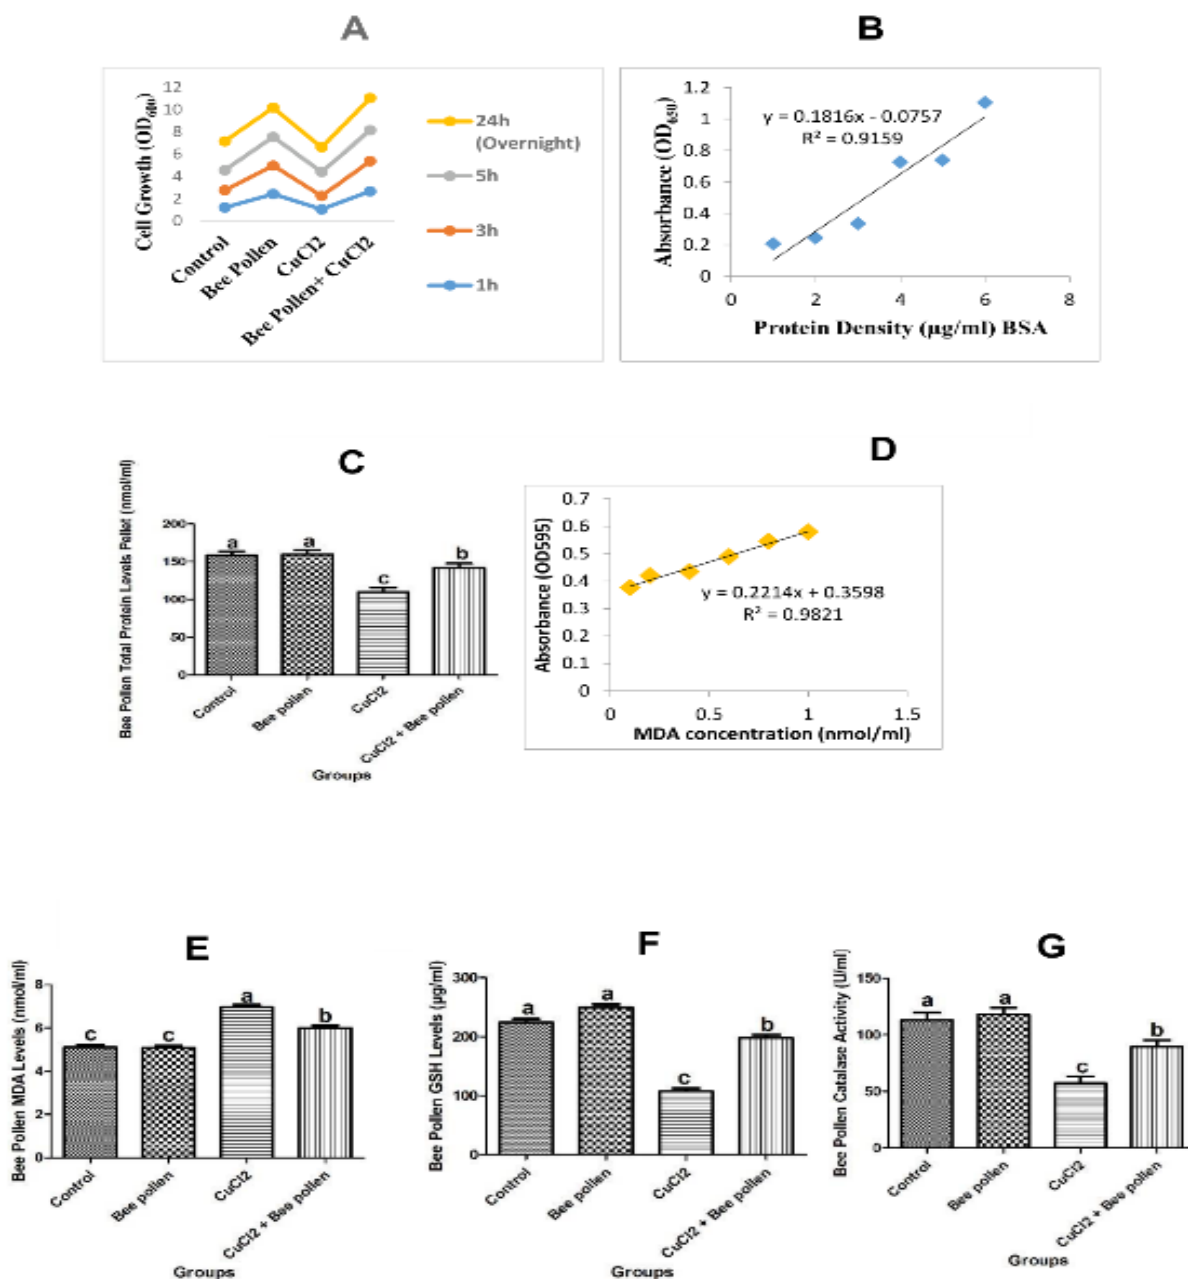 A
B
Cell Growth (OD600)
12
10
8
6
4
2
0
Control
Bee Pollen
CuCl2
Bee Pollen+ CuCl2
24h
(Overnight)
5h
3h
1h
Absorbance (OD650)
1.2
1
0.8
0.6
0.4
0.2
0
y = 0.1816x - 0.0757
R² = 0.9159
0
2
4
6
8
Protein Density (µg/ml) BSA
C
D
Bee Pollen Total Protein Levels Pellet (nmol/ml)
200
150
100
50
0
a
a
c
b
Control
Bee pollen
CuCl2
CuCl2 + Bee pollen
Groups
Absorbance (OD595)
0.7
0.6
0.5
0.4
0.3
0.2
0.1
0
y = 0.2214x + 0.3598
R² = 0.9821
0
0.5
1
1.5
MDA concentration (nmol/ml)
E
F
G
Bee Pollen MDA Levels (nmol/ml)
8
6
4
2
0
c
c
a
b
Control
Bee pollen
CuCl2
CuCl2 + Bee pollen
Groups
Bee Pollen GSH Levels (µg/ml)
300
200
100
0
a
a
c
b
Control
Bee pollen
CuCl2
CuCl2 + Bee pollen
Groups
Bee Pollen Catalase Activity (U/ml)
150
100
50
0
a
a
c
b
Control
Bee pollen
CuCl2
CuCl2 + Bee pollen
Groups